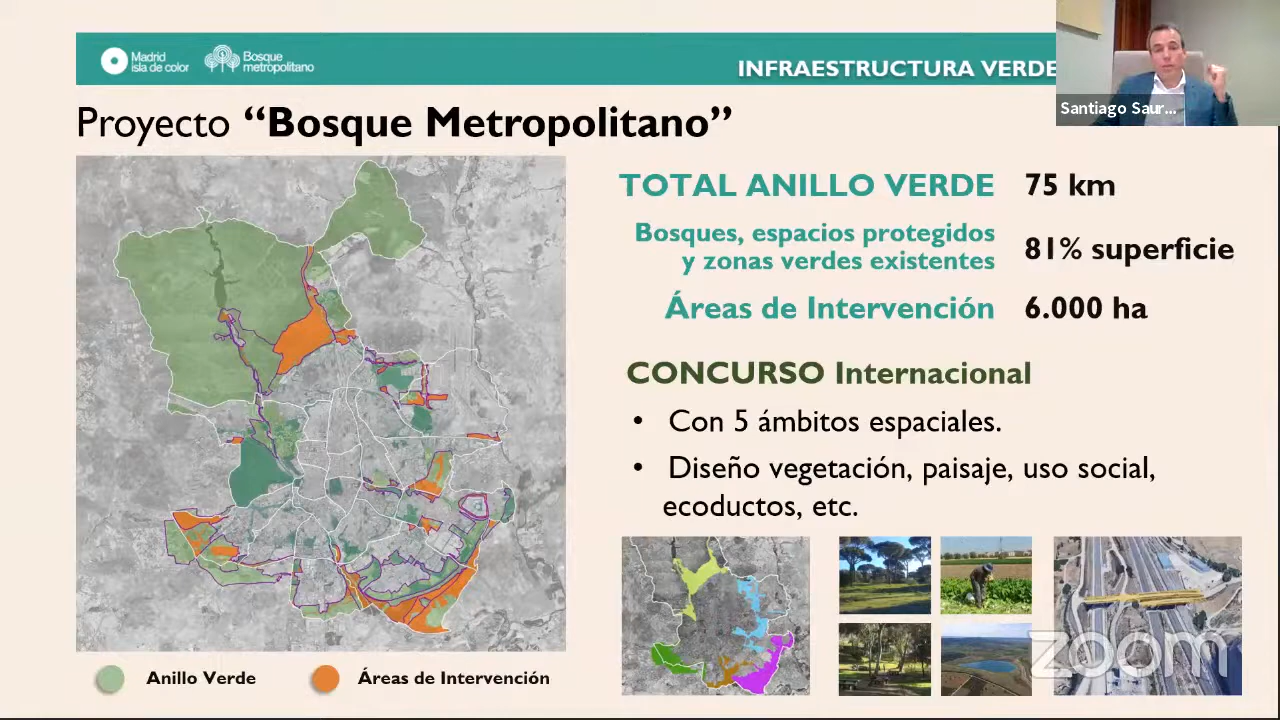 Madrid
isla de color
Bosque
metropolitano
INFRAESTRUCTURA VERDE
Santiago Saur...
Proyecto “Bosque Metropolitano”
TOTAL ANILLO VERDE 75 km
Bosques, espacios protegidos
y zonas verdes existentes
81% superficie
Áreas de Intervención 6.000 ha
CONCURSO Internacional
• Con 5 ámbitos espaciales.
• Diseño vegetación, paisaje, uso social,
ecoductos, etc.
Anillo Verde
Áreas de Intervención
zoom